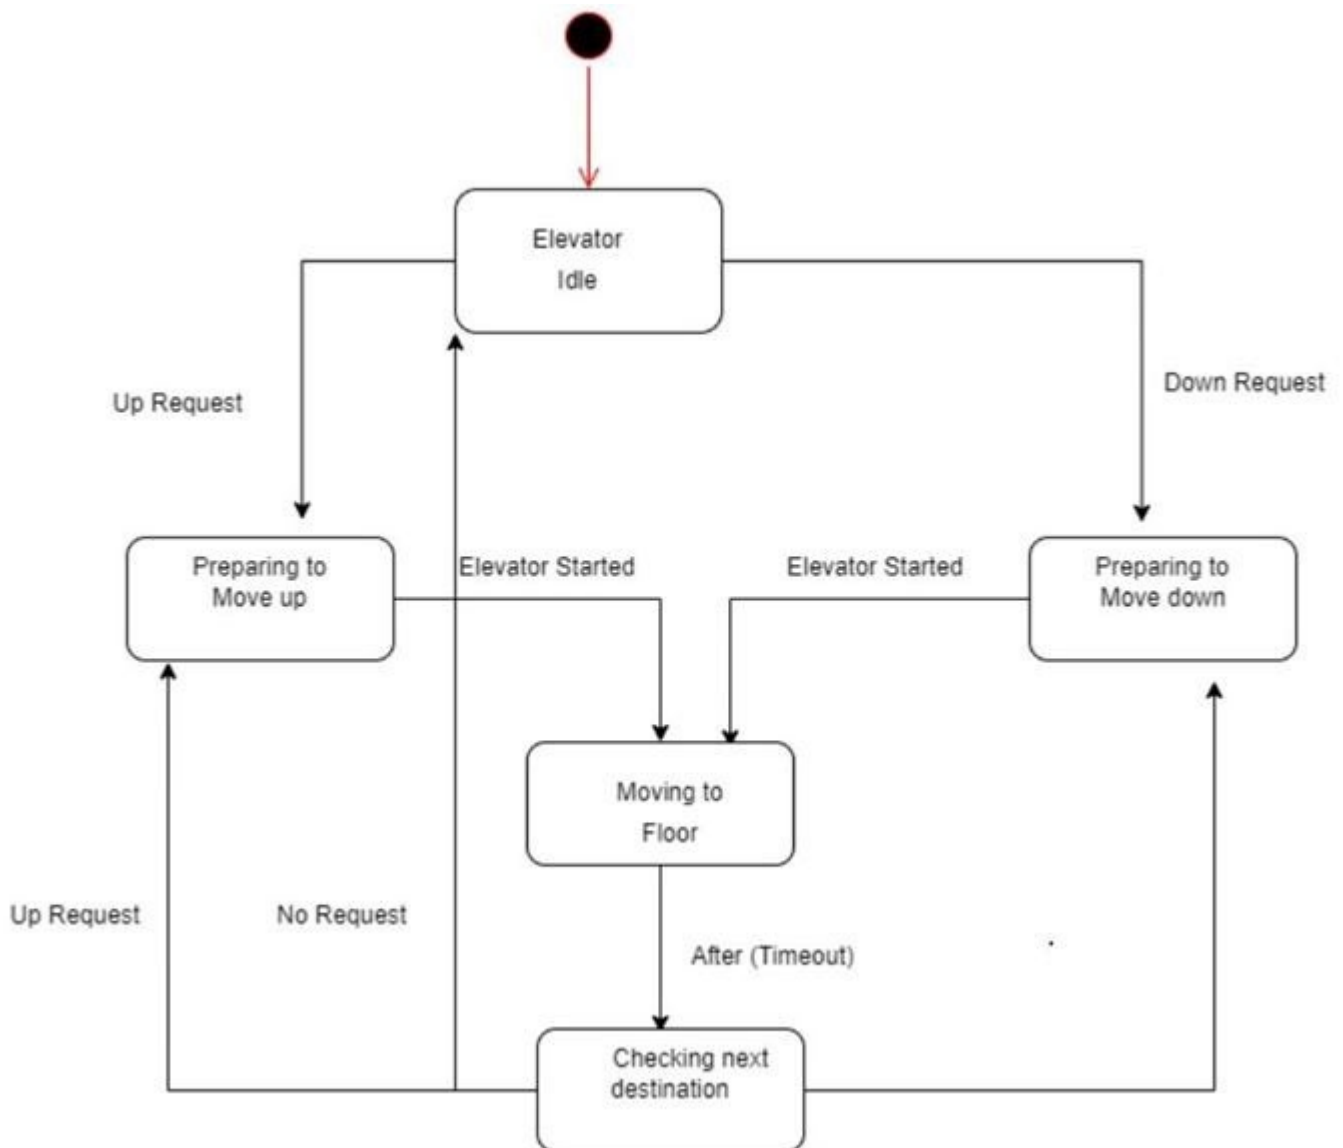 Elevator
Idle
Up Request
Down Request
Preparing to
Move up
Elevator Started
Elevator Started
Preparing to
Move down
Moving to
Floor
Up Request
No Request
After (Timeout)
Checking next
destination